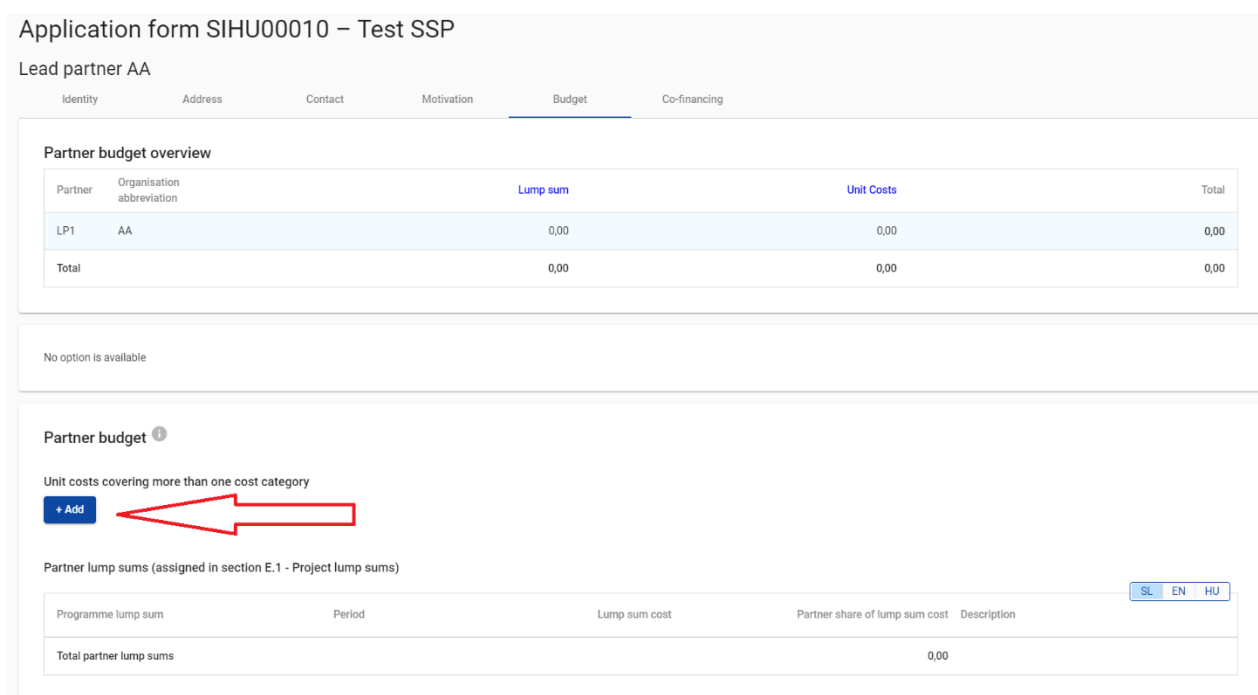 Application form SIHU00010 – Test SSP
Lead partner AA
Identity Address Contact Motivation Budget Co-financing
Partner budget overview
Partner Organisation abbreviation Lump sum Unit Costs Total
LP1 AA 0,00 0,00 0,00
Total 0,00 0,00 0,00
No option is available
Partner budget i
Unit costs covering more than one cost category
+ Add
Partner lump sums (assigned in section E.1 - Project lump sums)
SL EN HU
Programme lump sum Period Lump sum cost Partner share of lump sum cost Description
Total partner lump sums 0,00